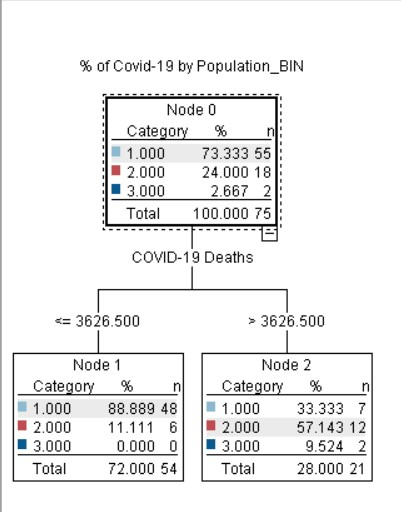 % of Covid-19 by Population_BIN
Node 0
Category % n
1.000 73.333 55
2.000 24.000 18
3.000 2.667 2
Total 100.000 75
COVID-19 Deaths
<= 3626.500
> 3626.500
Node 1
Category % n
1.000 88.889 48
2.000 11.111 6
3.000 0.000 0
Total 72.000 54
Node 2
Category % n
1.000 33.333 7
2.000 57.143 12
3.000 9.524 2
Total 28.000 21